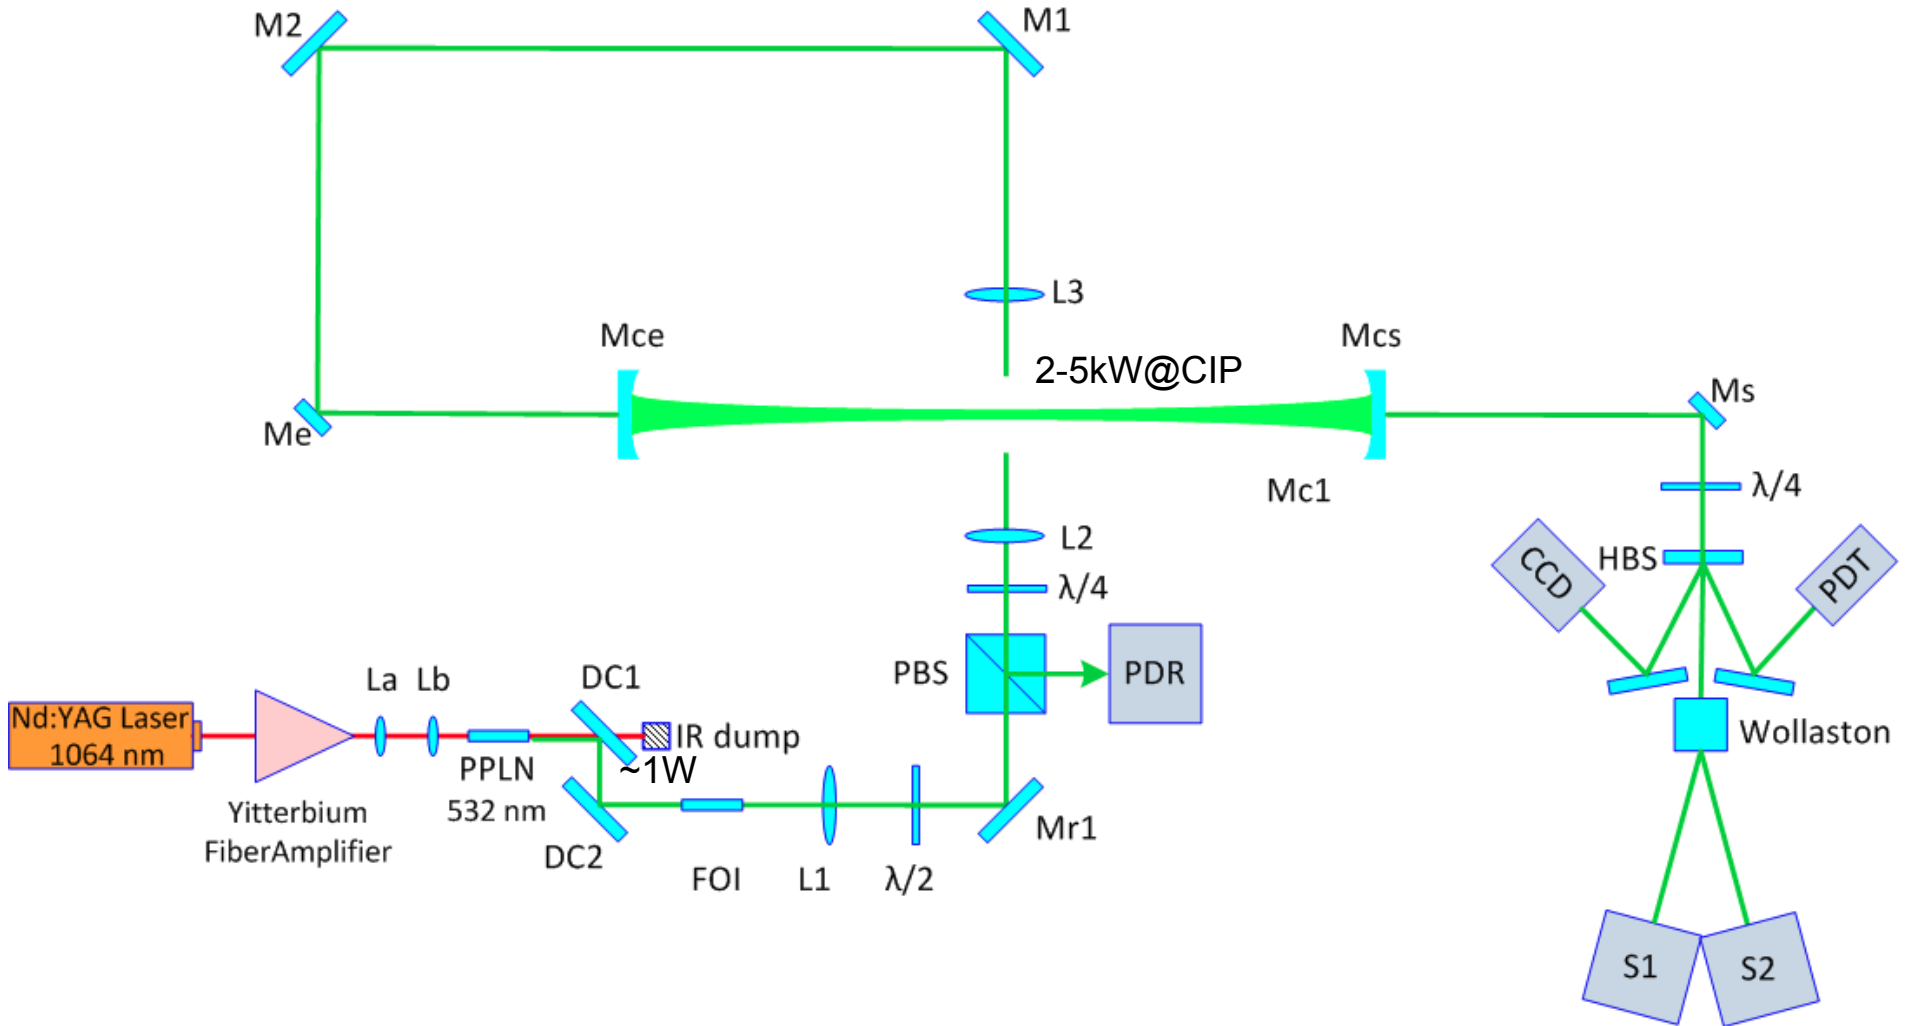 M2
M1
L3
Mce
Mcs
2-5kW@CIP
Me
Ms
Mc1
λ/4
L2
HBS
CCD
PDT
λ/4
PBS
PDR
La
Lb
DC1
Nd:YAG Laser
1064 nm
IR dump
Wollaston
PPLN
~1W
532 nm
Yitterbium
FiberAmplifier
DC2
FOI
L1
λ/2
Mr1
S1
S2